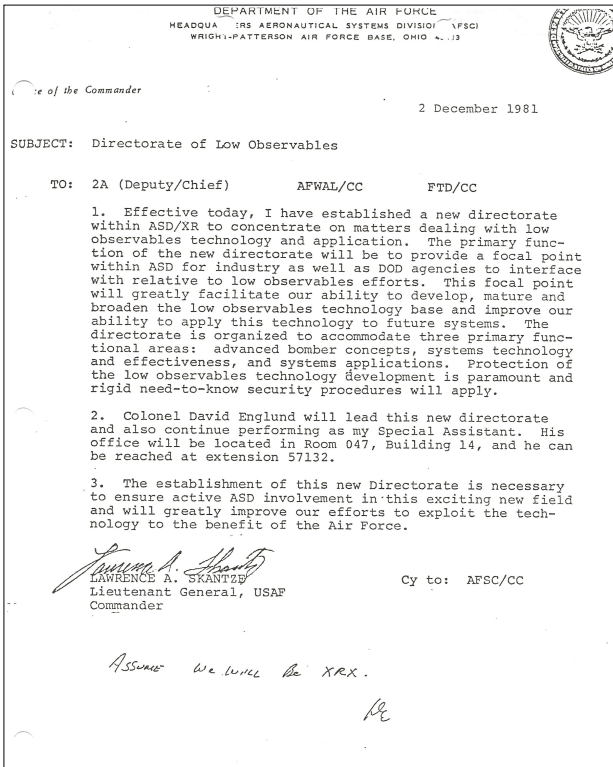 DEPARTMENT OF THE AIR FORCE
HEADQUA ERS AERONAUTICAL SYSTEMS DIVISIO AFSC)
WRIGHT-PATTERSON AIR FORCE BASE, OHIO
of the Commander
2 December 1981
SUBJECT: Directorate of Low Observables
TO: 2A (Deputy/Chief) AFWAL/CC FTD/CC
1. Effective today, I have established a new directorate
within ASD/XR to concentrate on matters dealing with low
observables technology and application. The primary func-
tion of the new directorate will be to provide a focal point
within ASD for industry as well as DOD agencies to interface
with relative to low observables efforts. This focal point
will greatly facilitate our ability to develop, mature and
broaden the low observables technology base and improve our
ability to apply this technology to future systems. The
directorate is organized to accommodate three primary func-
tional areas: advanced bomber concepts, systems technology
and effectiveness, and systems applications. Protection of
the low observables technology development is paramount and
rigid need-to-know security procedures will apply.
2. Colonel David Englund will lead this new directorate
and also continue performing as my Special Assistant. His
office will be located in Room 047, Building 14, and he can
be reached at extension 57132.
3. The establishment of this new Directorate is necessary
to ensure active ASD involvement in this exciting new field
and will greatly improve our efforts to exploit the tech-
nology to the benefit of the Air Force.
Lawrence A. Skantze
LAWRENCE A. SKANTZE Cy to: AFSC/CC
Lieutenant General, USAF
Commander
ASSUME We WILL Be XRX.
DE